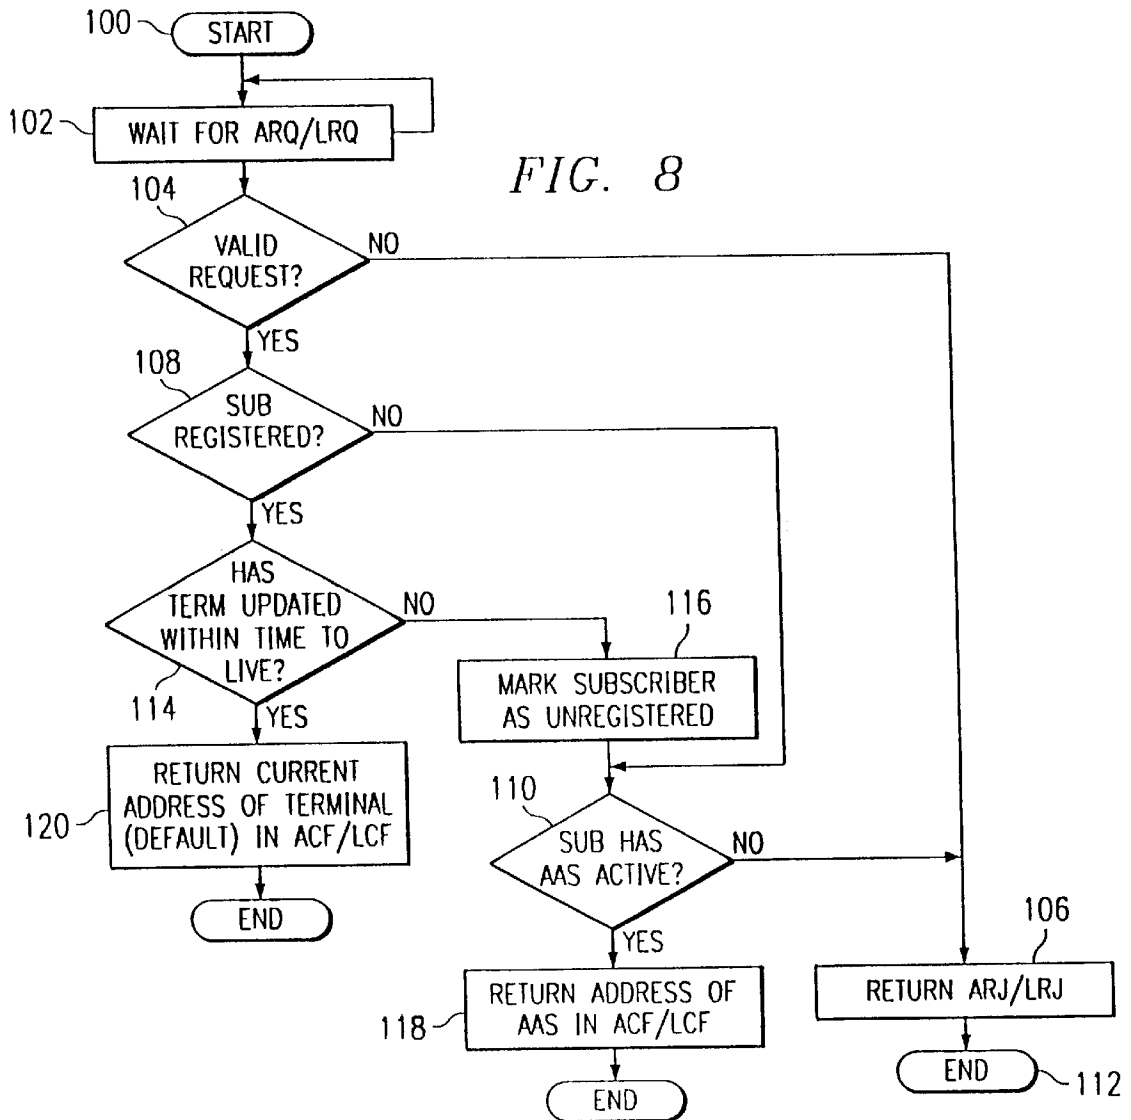 100
START
102
WAIT FOR ARQ/LRQ
FIG. 8
104
VALID
REQUEST?
NO
YES
108
SUB
REGISTERED?
NO
YES
HAS
TERM UPDATED
WITHIN TIME TO
LIVE?
NO
114
YES
116
MARK SUBSCRIBER
AS UNREGISTERED
RETURN CURRENT
ADDRESS OF TERMINAL
(DEFAULT) IN ACF/LCF
120
END
110
SUB HAS
AAS ACTIVE?
NO
YES
106
RETURN ARJ/LRJ
RETURN ADDRESS OF
AAS IN ACF/LCF
118
END
END
112